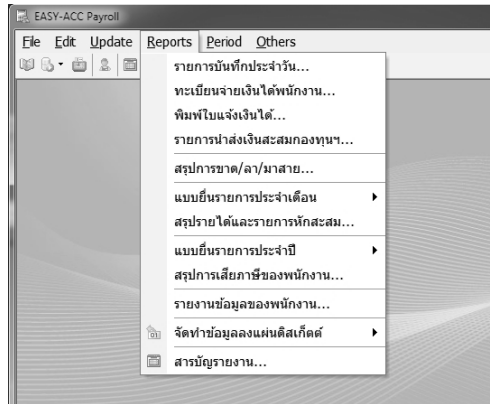 EASY-ACC Payroll
File Edit Update Reports Period Others
รายการบันทึกประจำวัน...
ทะเบียนจ่ายเงินได้พนักงาน...
พิมพ์ใบแจ้งเงินได้...
รายการนำส่งเงินสะสมกองทุนฯ...
สรุปการขาด/ลา/มาสาย...
แบบยื่นรายการประจำเดือน
สรุปรายได้และรายการหักสะสม...
แบบยื่นรายการประจำปี
สรุปการเสียภาษีของพนักงาน...
รายงานข้อมูลของพนักงาน...
จัดทำข้อมูลลงแผ่นดิสเก็ตต์
สารบัญรายงาน...